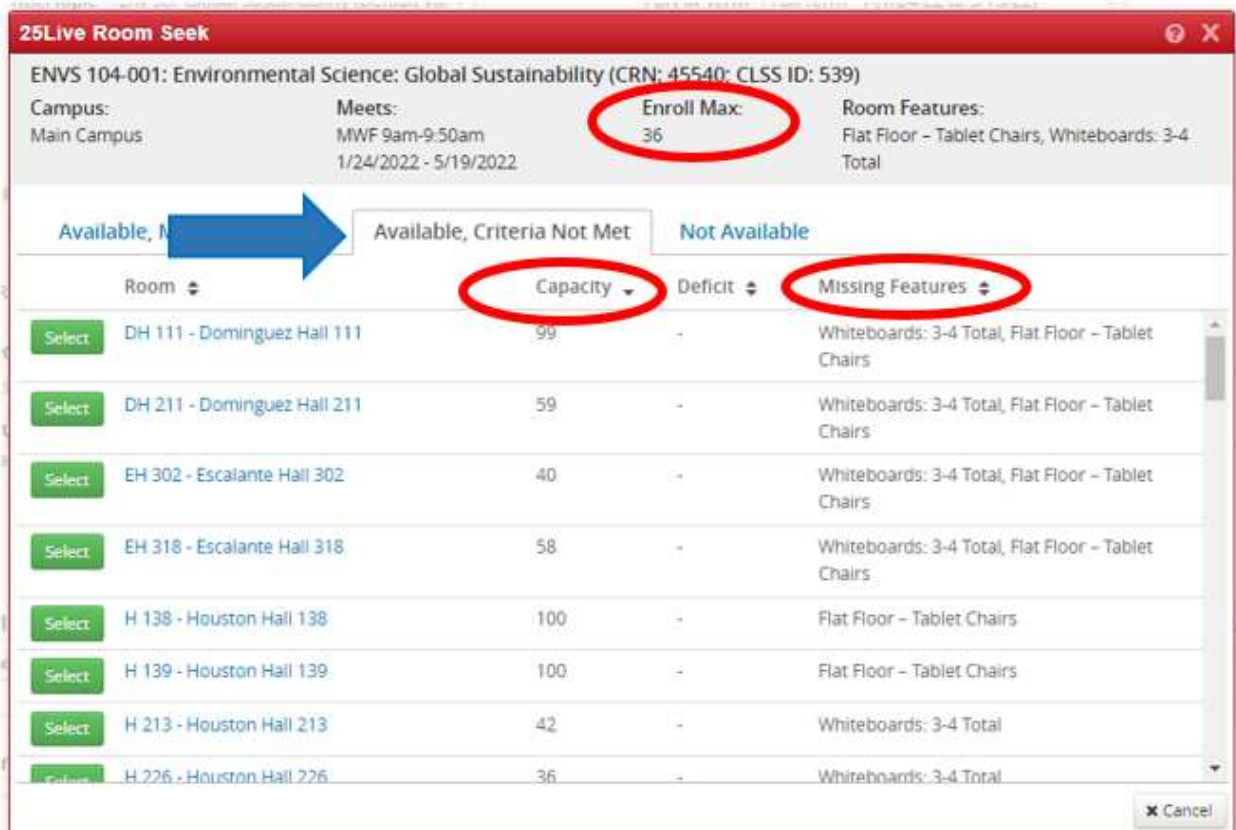 25Live Room Seek
ENVS 104-001: Environmental Science: Global Sustainability (CRN: 45540; CLSS ID: 539)
Campus: Meets: Enroll Max: Room Features:
Main Campus MWF 9am-9:50am 36 Flat Floor – Tablet Chairs, Whiteboards: 3-4
1/24/2022 - 5/19/2022 Total
Available, Available, Criteria Not Met Not Available
Room Capacity Deficit Missing Features
Select DH 111 - Dominguez Hall 111 99 - Whiteboards: 3-4 Total, Flat Floor – Tablet
Chairs
Select DH 211 - Dominguez Hall 211 59 - Whiteboards: 3-4 Total, Flat Floor – Tablet
Chairs
Select EH 302 - Escalante Hall 302 40 - Whiteboards: 3-4 Total, Flat Floor – Tablet
Chairs
Select EH 318 - Escalante Hall 318 58 - Whiteboards: 3-4 Total, Flat Floor – Tablet
Chairs
Select H 138 - Houston Hall 138 100 - Flat Floor – Tablet Chairs
Select H 139 - Houston Hall 139 100 - Flat Floor – Tablet Chairs
Select H 213 - Houston Hall 213 42 - Whiteboards: 3-4 Total
Select H 226 - Houston Hall 226 36 - Whiteboards: 3-4 Total
Cancel